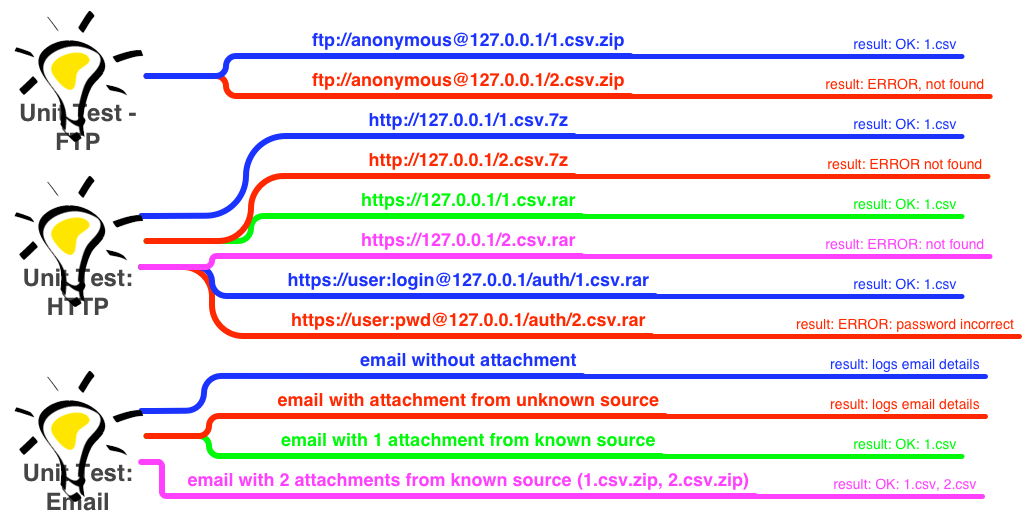 Unit Test -
FTP
ftp://anonymous@127.0.0.1/1.csv.zip
result: OK: 1.csv
ftp://anonymous@127.0.0.1/2.csv.zip
result: ERROR, not found
Unit Test:
HTTP
http://127.0.0.1/1.csv.7z
result: OK: 1.csv
http://127.0.0.1/2.csv.7z
result: ERROR not found
https://127.0.0.1/1.csv.rar
result: OK: 1.csv
https://127.0.0.1/2.csv.rar
result: ERROR: not found
https://user:login@127.0.0.1/auth/1.csv.rar
result: OK: 1.csv
https://user:pwd@127.0.0.1/auth/2.csv.rar
result: ERROR: password incorrect
Unit Test:
Email
email without attachment
result: logs email details
email with attachment from unknown source
result: logs email details
email with 1 attachment from known source
result: OK: 1.csv
email with 2 attachments from known source (1.csv.zip, 2.csv.zip)
result: OK: 1.csv, 2.csv